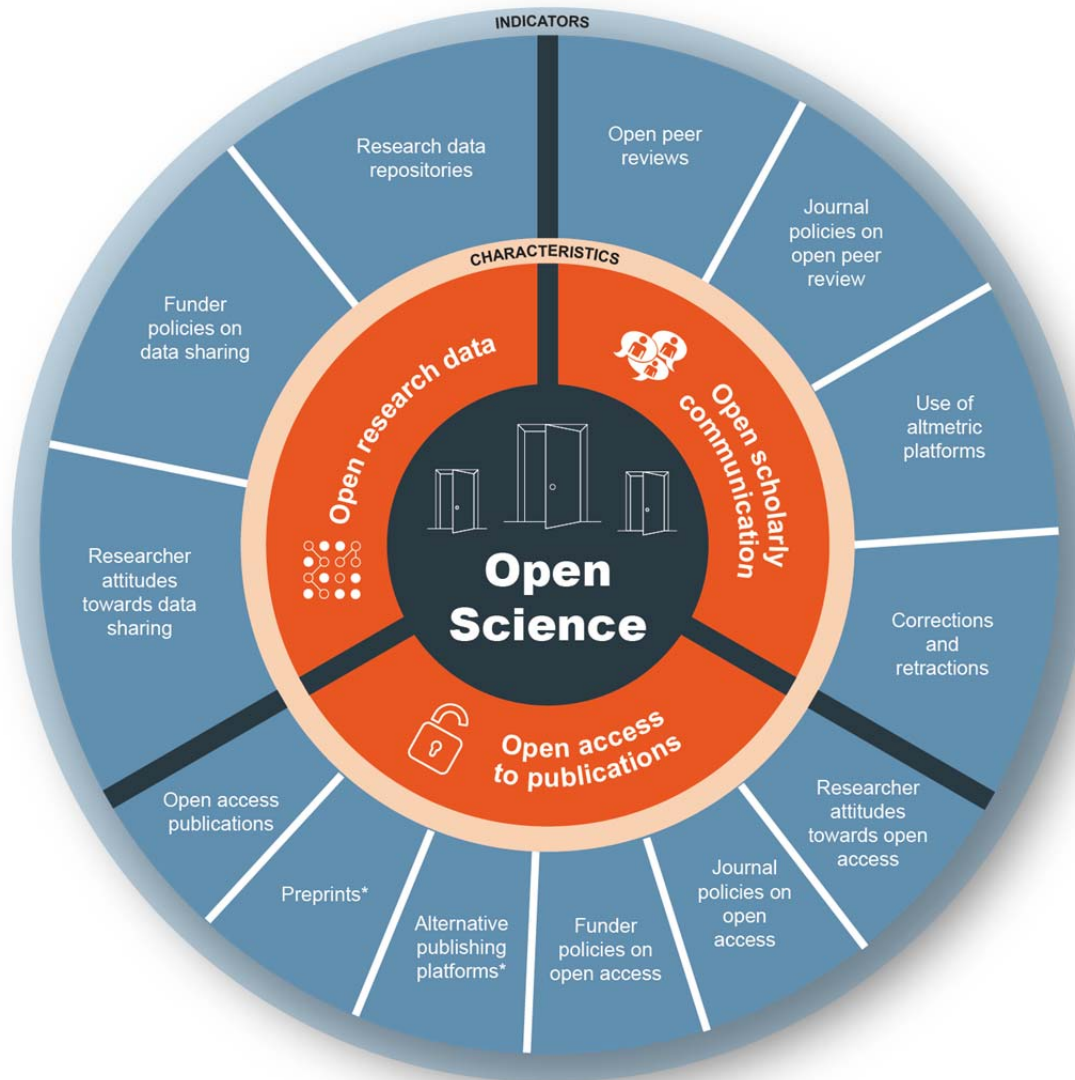 INDICATORS
Research data
repositories
Open peer
reviews
Journal
policies on
open peer
review
Use of
altmetric
platforms
Corrections
and
retractions
Researcher
attitudes
towards open
access
Journal
policies on
open
access
Funder
policies on
open access
Alternative
publishing
platforms*
Preprints*
Open access
publications
Researcher
attitudes
towards data
sharing
Funder
policies on
data sharing
CHARACTERISTICS
Open research data
Open scholarly
communication
Open access
to publications
Open
Science